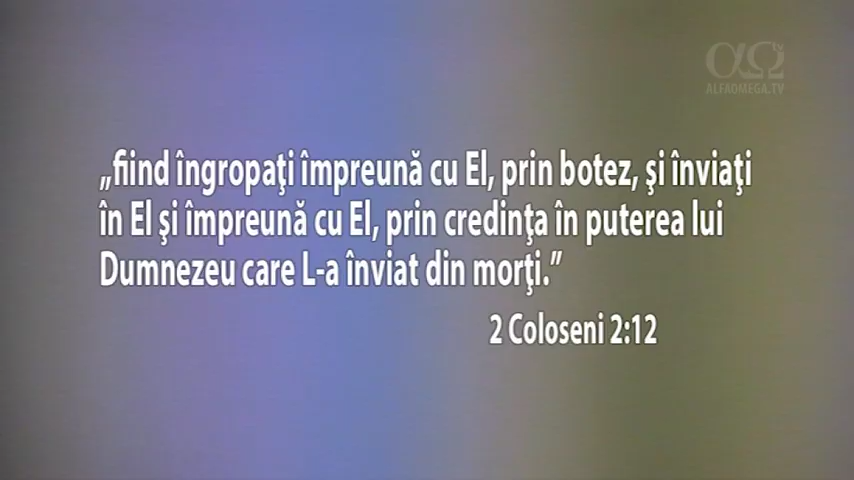 αΩtv
ALFAOMEGA.TV
„fiind îngropaţi împreună cu El, prin botez, şi înviaţi
în El şi împreună cu El, prin credinţa în puterea lui
Dumnezeu care L-a înviat din morţi.”
2 Coloseni 2:12